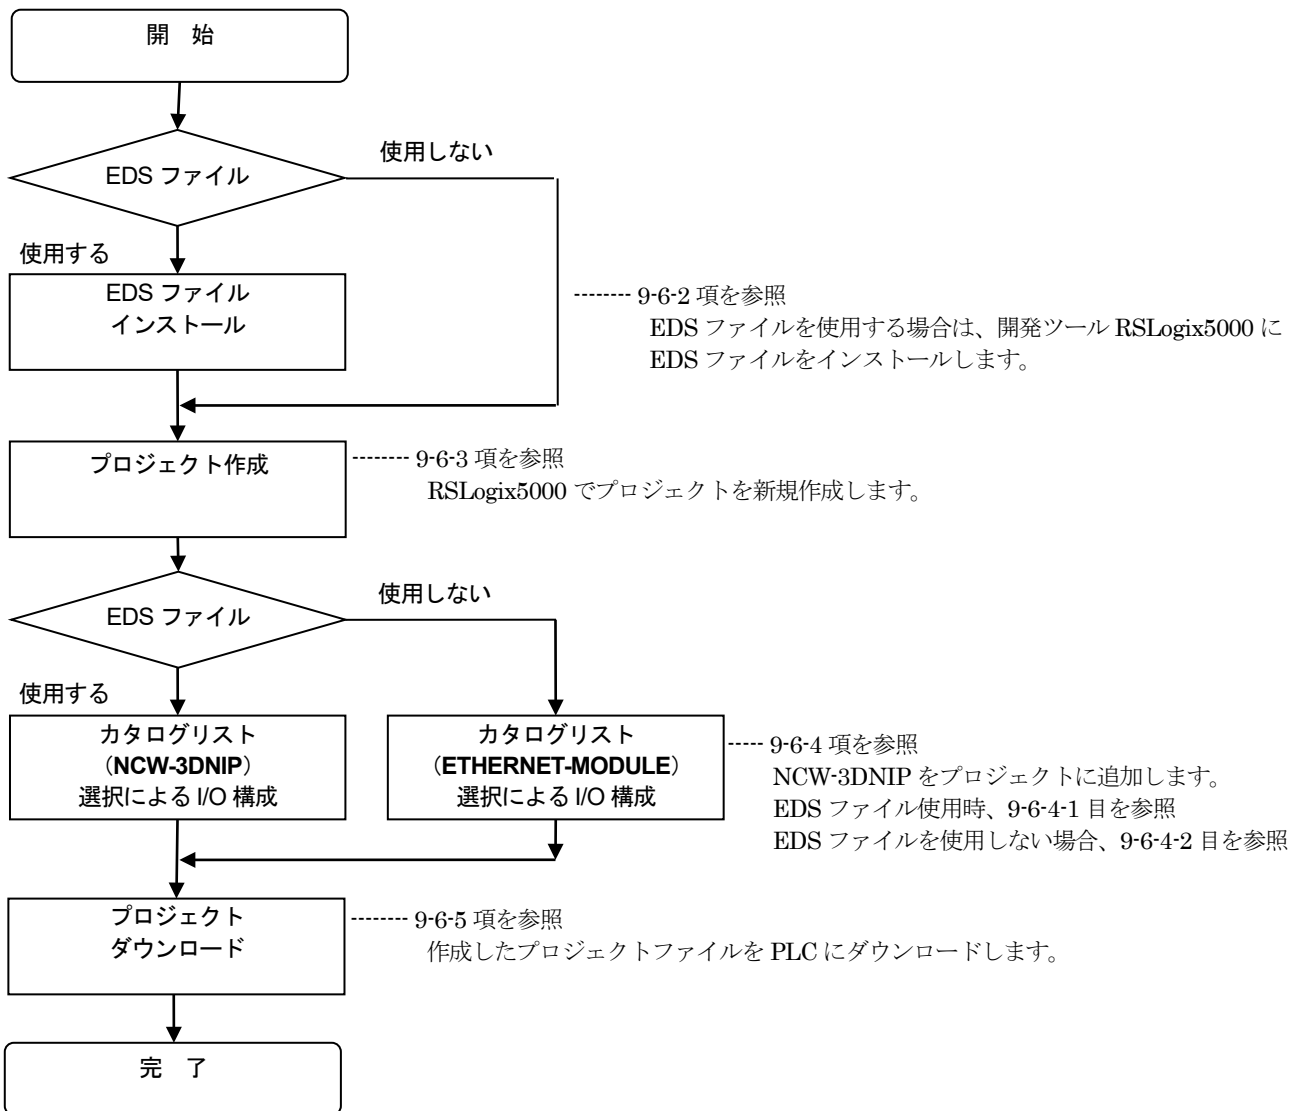 開 始
EDS ファイル
使用しない
使用する
EDS ファイル
インストール
-------- 9-6-2 項を参照
EDS ファイルを使用する場合は、開発ツール RSLogix5000 に
EDS ファイルをインストールします。
プロジェクト作成
-------- 9-6-3 項を参照
RSLogix5000 でプロジェクトを新規作成します。
EDS ファイル
使用しない
使用する
カタログリスト
（NCW-3DNIP）
選択による I/O 構成
カタログリスト
（ETHERNET-MODULE）
選択による I/O 構成
----- 9-6-4 項を参照
NCW-3DNIP をプロジェクトに追加します。
EDS ファイル使用時、9-6-4-1 目を参照
EDS ファイルを使用しない場合、9-6-4-2 目を参照
プロジェクト
ダウンロード
-------- 9-6-5 項を参照
作成したプロジェクトファイルを PLC にダウンロードします。
完 了